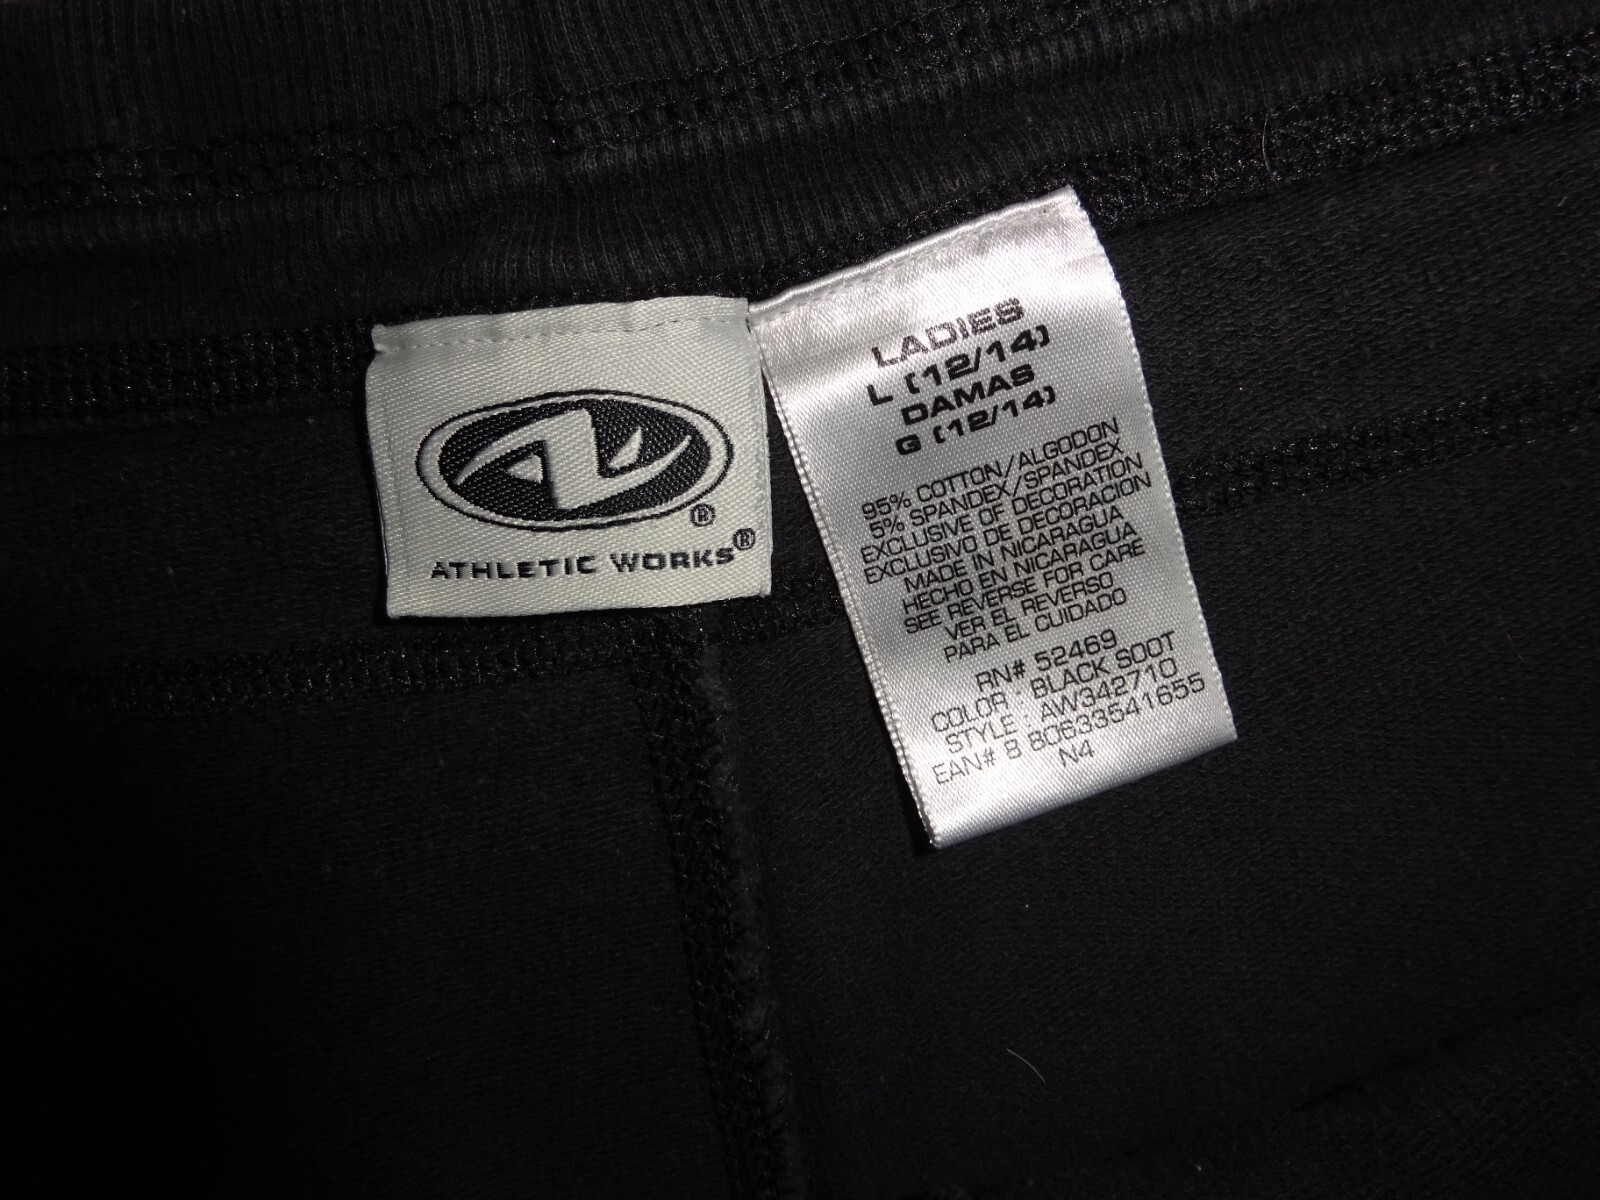 ATHLETIC WORKS®
®
LADIES
L (12/14)
DAMAS
G (12/14)
95% COTTON/ALGODON
5% SPANDEX/SPANDEX
EXCLUSIVE OF DECORATION
EXCLUSIVO DE DECORACION
MADE IN NICARAGUA
HECHO EN NICARAGUA
SEE REVERSE FOR CARE
VER EL REVERSO
PARA EL CUIDADO
RN# 52469
COLOR : BLACK SOOT
STYLE : AW342710
EAN# 8 80633541655
N4